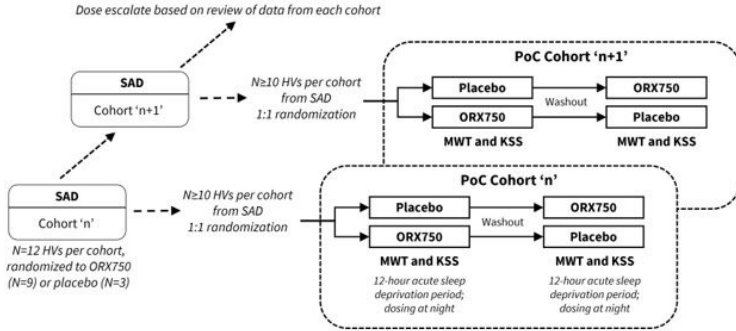 Dose escalate based on review of data from each cohort
SAD
Cohort ‘n+1’
N≥10 HVs per cohort
from SAD
1:1 randomization
PoC Cohort ‘n+1’
Placebo
ORX750
Washout
ORX750
Placebo
MWT and KSS
MWT and KSS
SAD
Cohort ‘n’
N=12 HVs per cohort,
randomized to ORX750
(N=9) or placebo (N=3)
N≥10 HVs per cohort
from SAD
1:1 randomization
PoC Cohort ‘n’
Placebo
ORX750
Washout
ORX750
Placebo
MWT and KSS
MWT and KSS
12-hour acute sleep
deprivation period;
dosing at night
12-hour acute sleep
deprivation period;
dosing at night